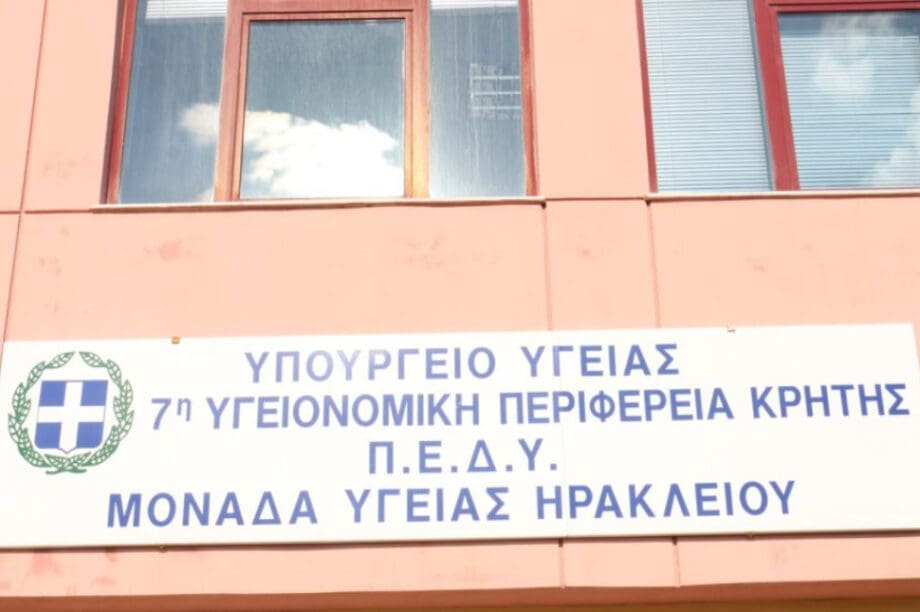 ΥΠΟΥΡΓΕΙΟ ΥΓΕΙΑΣ
7η ΥΓΕΙΟΝΟΜΙΚΗ ΠΕΡΙΦΕΡΕΙΑ ΚΡΗΤΗΣ
Π.Ε.Δ.Υ.
ΜΟΝΑΔΑ ΥΓΕΙΑΣ ΗΡΑΚΛΕΙΟΥ